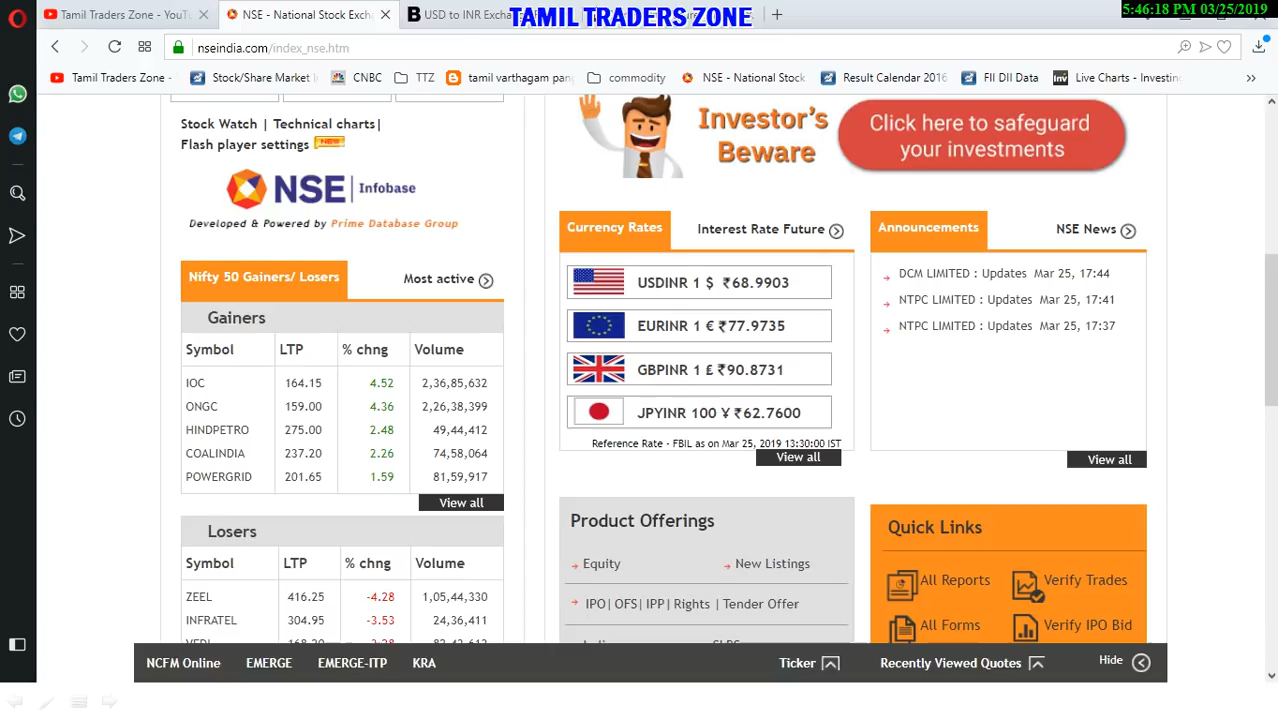 Tamil Traders Zone - YouT
NSE - National Stock Exch
USD to INR Exch
TAMIL TRADERS ZONE
5:46:18 PM 03/25/2019
nseindia.com/index_nse.htm
Tamil Traders Zone -
Stock/Share Market
CNBC
TTZ
tamil varthagam pan
commodity
NSE - National Stock
Result Calendar 2016
FII DII Data
Inv
Live Charts - Investin
Stock Watch | Technical charts|
Flash player settings NEW
NSE Infobase
Developed & Powered by Prime Database Group
Investor's
Beware
Click here to safeguard
your investments
Nifty 50 Gainers/ Losers
Most active
Gainers
Symbol LTP % chng Volume
IOC 164.15 4.52 2,36,85,632
ONGC 159.00 4.36 2,26,38,399
HINDPETRO 275.00 2.48 49,44,412
COALINDIA 237.20 2.26 74,58,064
POWERGRID 201.65 1.59 81,59,917
View all
Losers
Symbol LTP % chng Volume
ZEEL 416.25 -4.28 1,05,44,330
INFRATEL 304.95 -3.53 24,36,411
Currency Rates
Interest Rate Future
USDINR 1 $ ₹68.9903
EURINR 1 € ₹77.9735
GBPINR 1 £ ₹90.8731
JPYINR 100 ¥ ₹62.7600
Reference Rate - FBIL as on Mar 25, 2019 13:30:00 IST
View all
Announcements
NSE News
DCM LIMITED : Updates Mar 25, 17:44
NTPC LIMITED : Updates Mar 25, 17:41
NTPC LIMITED : Updates Mar 25, 17:37
View all
Product Offerings
Equity
New Listings
IPO| OFS| IPP| Rights | Tender Offer
Quick Links
All Reports
Verify Trades
All Forms
Verify IPO Bid
NCFM Online
EMERGE
EMERGE-ITP
KRA
Ticker
Recently Viewed Quotes
Hide